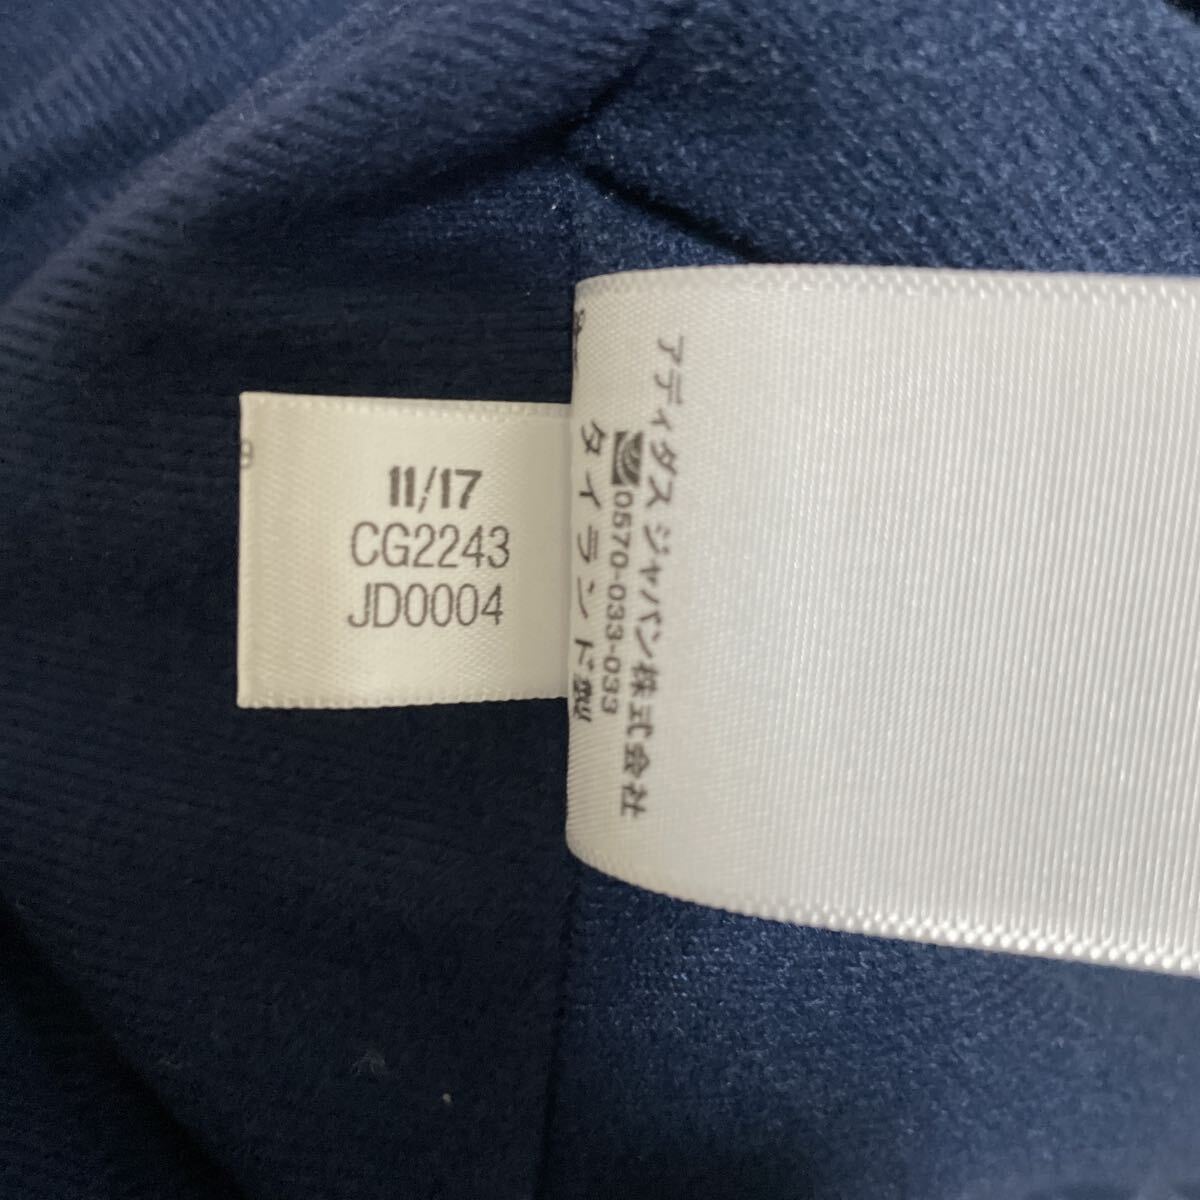 11/17
CG2243
JD0004
アディダスジャパン株式会社
0570-033-033
タイランド製